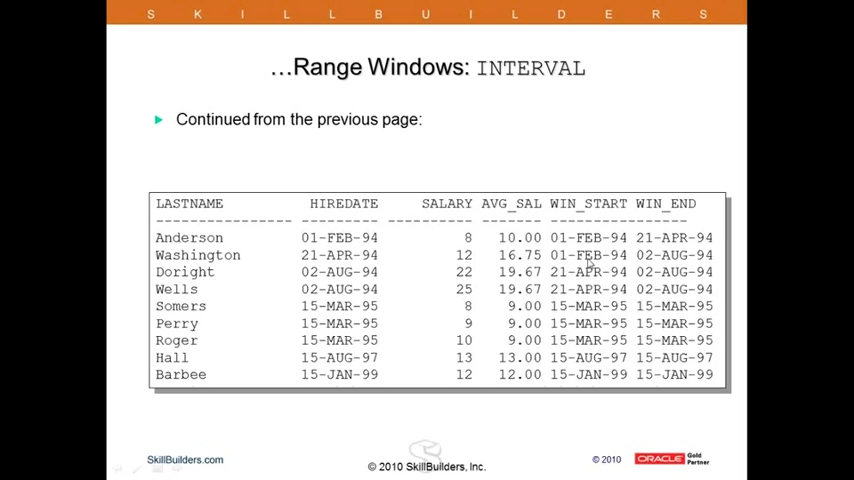 S K I L L B U I L D E R S
...Range Windows: INTERVAL
Continued from the previous page:
LASTNAME HIREDATE SALARY AVG_SAL WIN_START WIN_END
---------------- --------- ---------- ------- ----------------
Anderson 01-FEB-94 8 10.00 01-FEB-94 21-APR-94
Washington 21-APR-94 12 16.75 01-FEB-94 02-AUG-94
Doright 02-AUG-94 22 19.67 21-APR-94 02-AUG-94
Wells 02-AUG-94 25 19.67 21-APR-94 02-AUG-94
Somers 15-MAR-95 8 9.00 15-MAR-95 15-MAR-95
Perry 15-MAR-95 9 9.00 15-MAR-95 15-MAR-95
Roger 15-MAR-95 10 9.00 15-MAR-95 15-MAR-95
Hall 15-AUG-97 13 13.00 15-AUG-97 15-AUG-97
Barbee 15-JAN-99 12 12.00 15-JAN-99 15-JAN-99
SkillBuilders.com
© 2010 SkillBuilders, Inc.
© 2010
ORACLE Gold
Partner